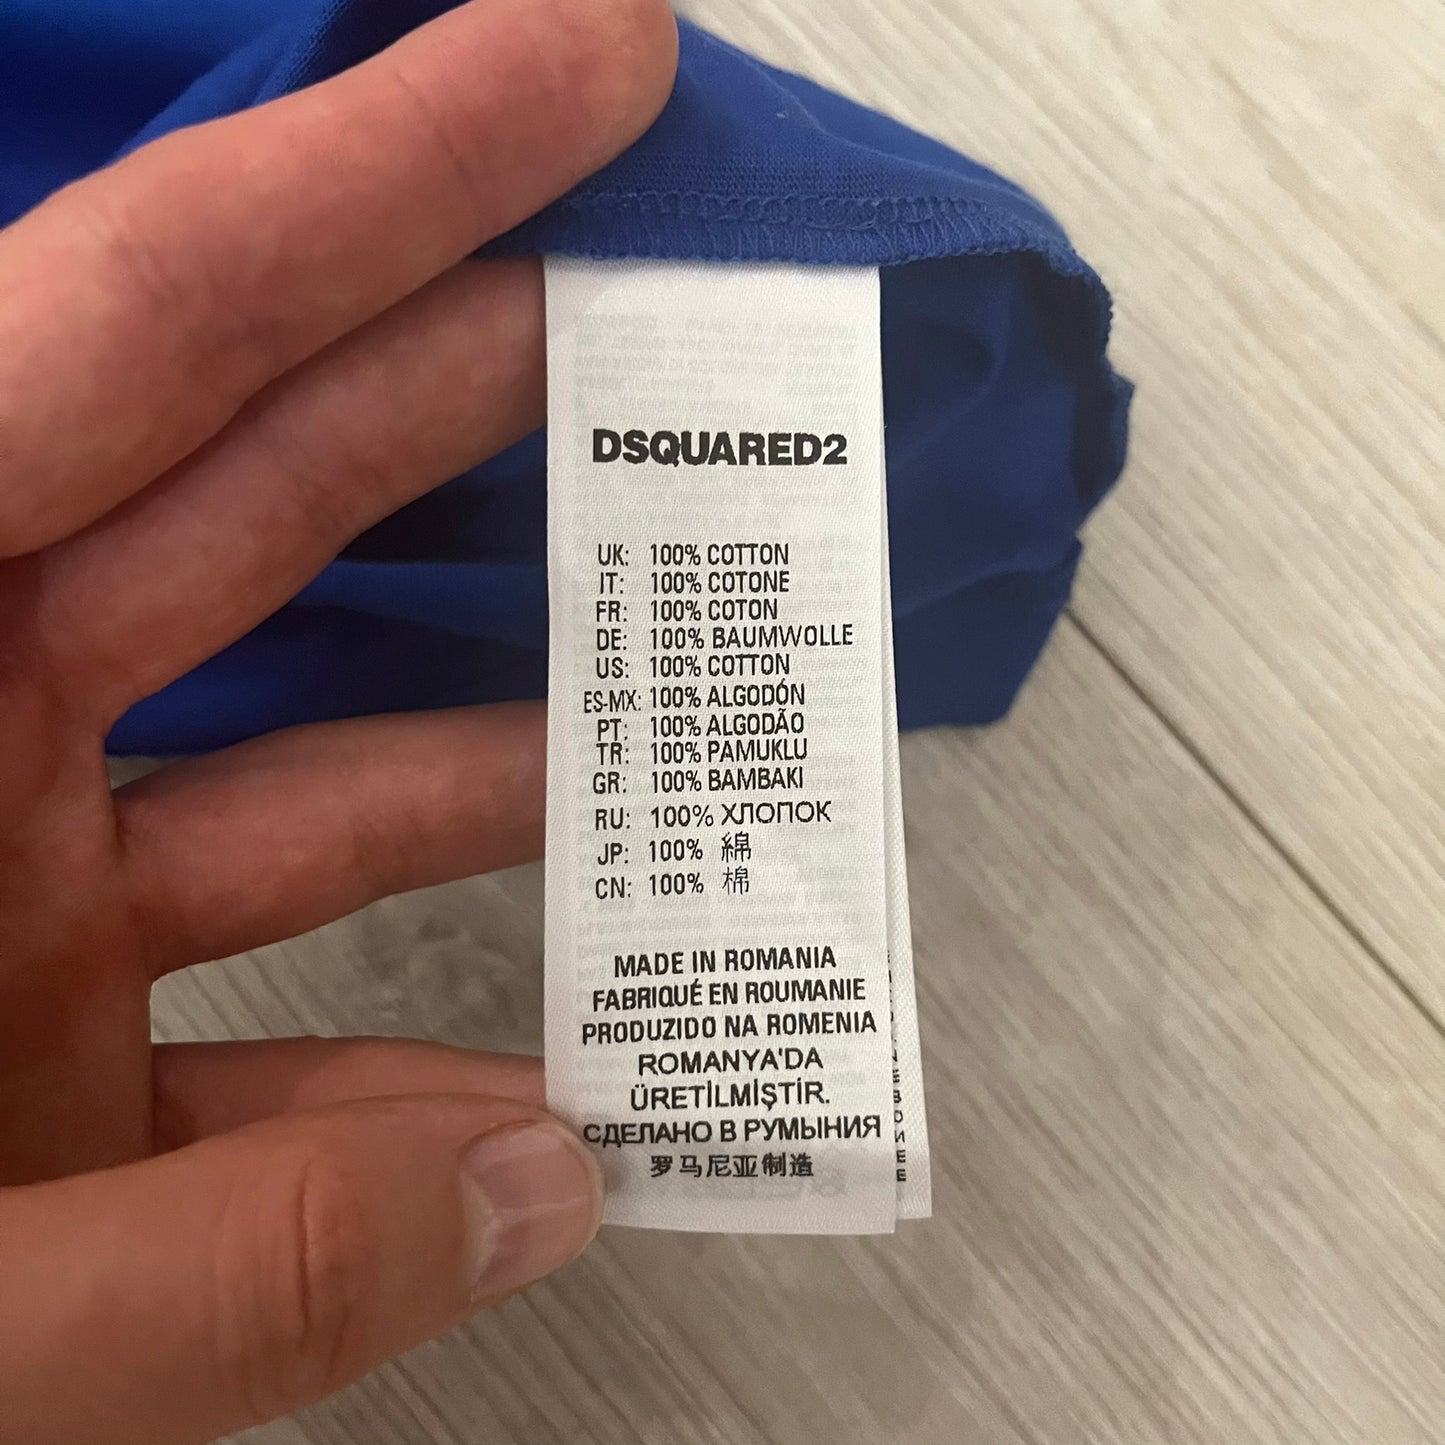 DSQUARED2
UK: 100% COTTON
IT: 100% COTONE
FR: 100% COTON
DE: 100% BAUMWOLLE
US: 100% COTTON
ES-MX: 100% ALGODÓN
PT: 100% ALGODÃO
TR: 100% PAMUKLU
GR: 100% BAMBAKI
RU: 100% ХЛОПОК
JP: 100% 綿
CN: 100% 棉
MADE IN ROMANIA
FABRIQUÉ EN ROUMANIE
PRODUZIDO NA ROMENIA
ROMANYA'DA
ÜRETİLMİŞTİR.
СДЕЛАНО В РУМЫНИЯ
罗马尼亚制造